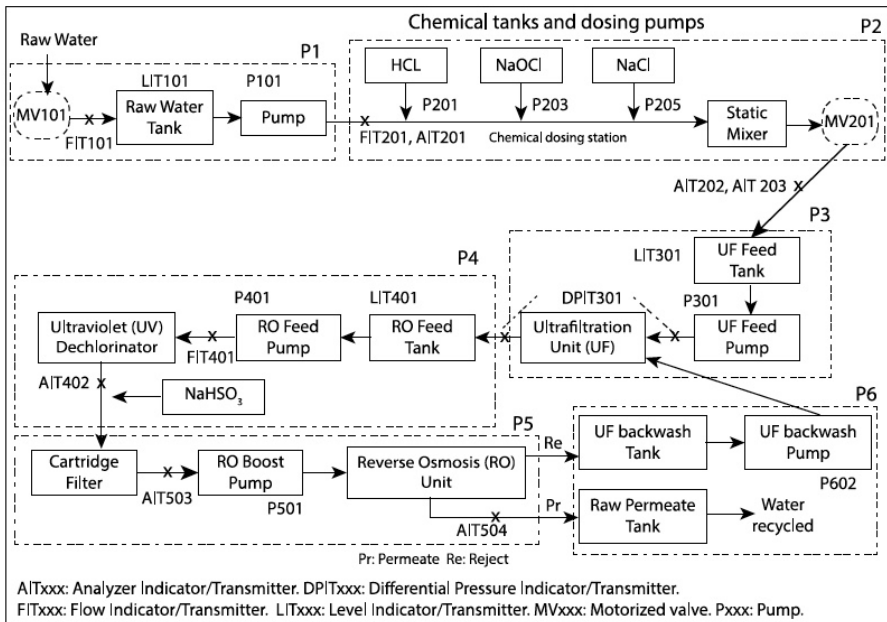 Chemical tanks and dosing pumps
P2
Raw Water
P1
HCL
NaOCl
NaCl
LIT101
P101
MV101
Raw Water
Tank
Pump
P201
P203
P205
Static
Mixer
MV201
FIT101
FIT201, AIT201
Chemical dosing station
AIT202, AIT 203
P3
UF Feed
Tank
LIT301
P4
DPIT301
P301
P401
LIT401
Ultraviolet (UV)
Dechlorinator
RO Feed
Pump
RO Feed
Tank
Ultrafiltration
Unit (UF)
UF Feed
Pump
FIT401
AIT402
NaHSO3
P6
P5
Re
UF backwash
Tank
UF backwash
Pump
Cartridge
Filter
RO Boost
Pump
Reverse Osmosis (RO)
Unit
P602
AIT503
P501
Pr
Raw Permeate
Tank
Water
recycled
AIT504
Pr: Permeate Re: Reject
AITxxx: Analyzer Indicator/Transmitter. DPITxxx: Differential Pressure Indicator/Transmitter.
FITxxx: Flow Indicator/Transmitter. LITxxx: Level Indicator/Transmitter. MVxxx: Motorized valve. Pxxx: Pump.